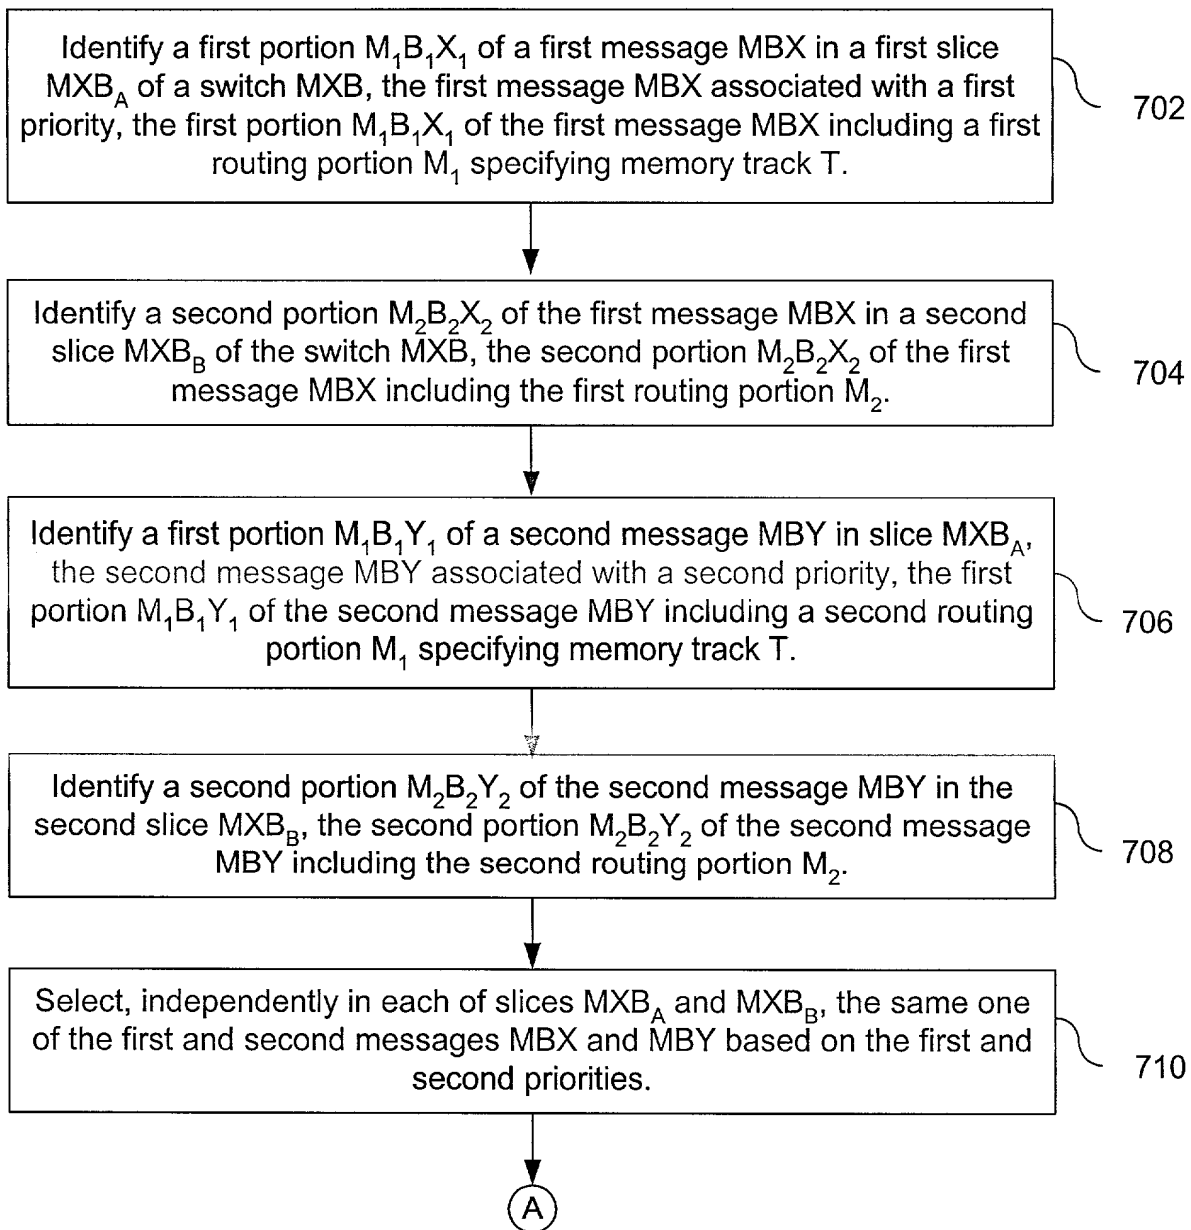 Identify a first portion M₁B₁X₁ of a first message MBX in a first slice
MXB_A of a switch MXB, the first message MBX associated with a first
priority, the first portion M₁B₁X₁ of the first message MBX including a first
routing portion M₁ specifying memory track T.
702
Identify a second portion M₂B₂X₂ of the first message MBX in a second
slice MXB_B of the switch MXB, the second portion M₂B₂X₂ of the first
message MBX including the first routing portion M₂.
704
Identify a first portion M₁B₁Y₁ of a second message MBY in slice MXB_A,
the second message MBY associated with a second priority, the first
portion M₁B₁Y₁ of the second message MBY including a second routing
portion M₁ specifying memory track T.
706
Identify a second portion M₂B₂Y₂ of the second message MBY in the
second slice MXB_B, the second portion M₂B₂Y₂ of the second message
MBY including the second routing portion M₂.
708
Select, independently in each of slices MXB_A and MXB_B, the same one
of the first and second messages MBX and MBY based on the first and
second priorities.
710
A